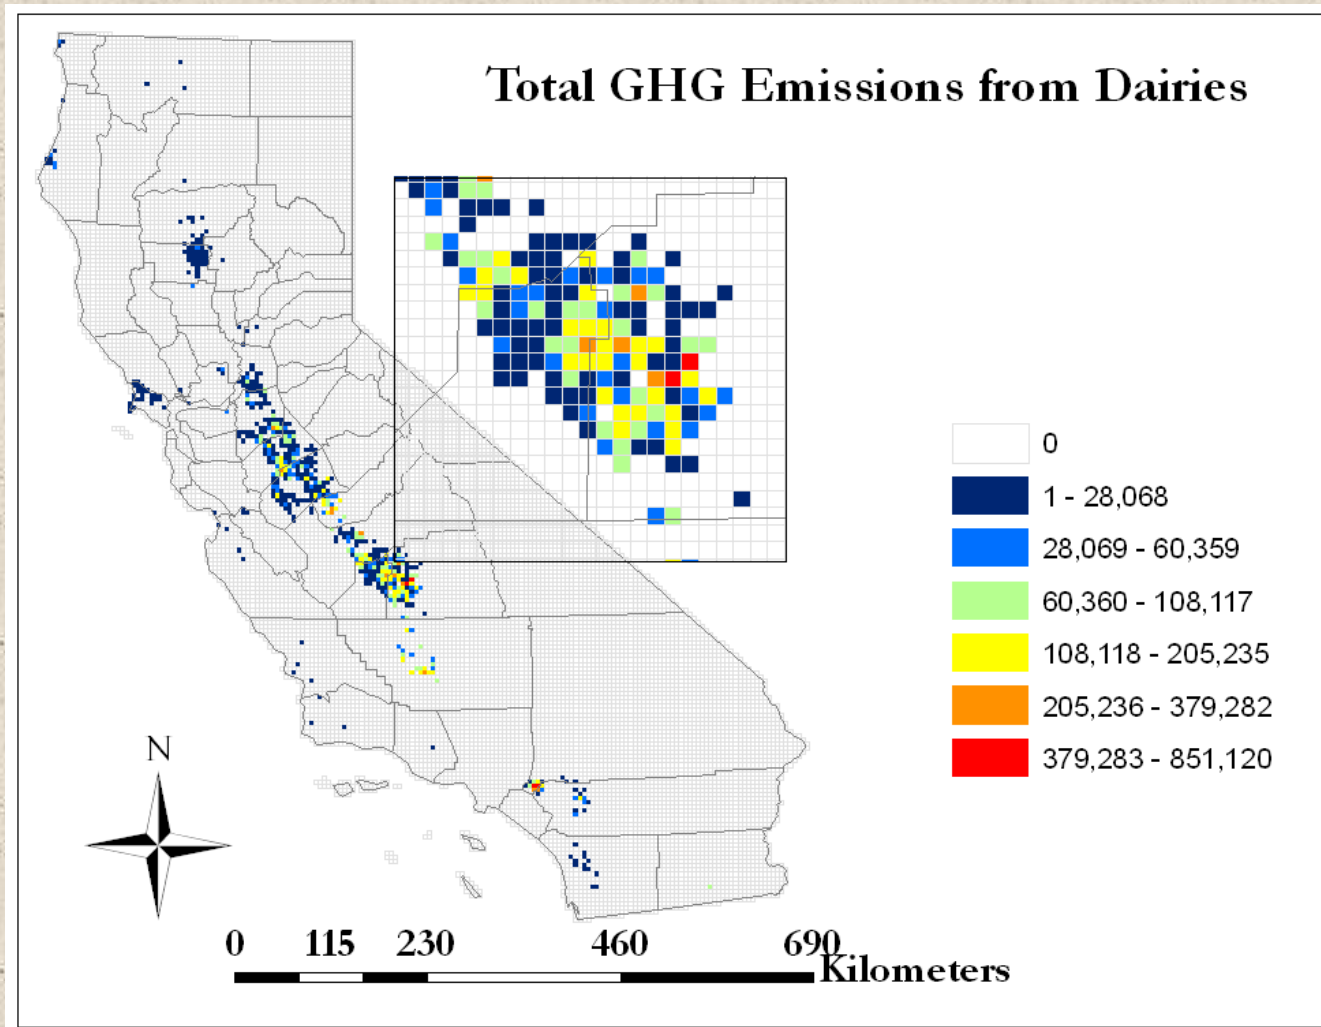 Total GHG Emissions from Dairies
0
1 - 28,068
28,069 - 60,359
60,360 - 108,117
108,118 - 205,235
205,236 - 379,282
379,283 - 851,120
N
0 115 230 460 690
Kilometers